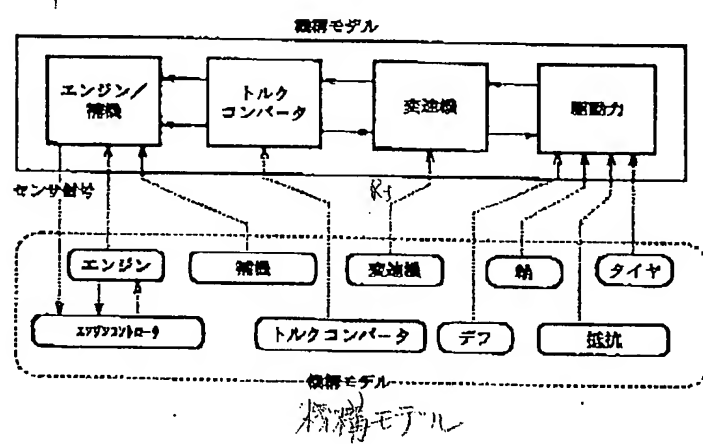 機構モデル
エンジン／
補機
トルク
コンバータ
変速機
駆動力
センサ信号
エンジン
補機
変速機
軸
タイヤ
エンジンコントローラ
トルクコンバータ
デフ
抵抗
機構モデル
機構モデル